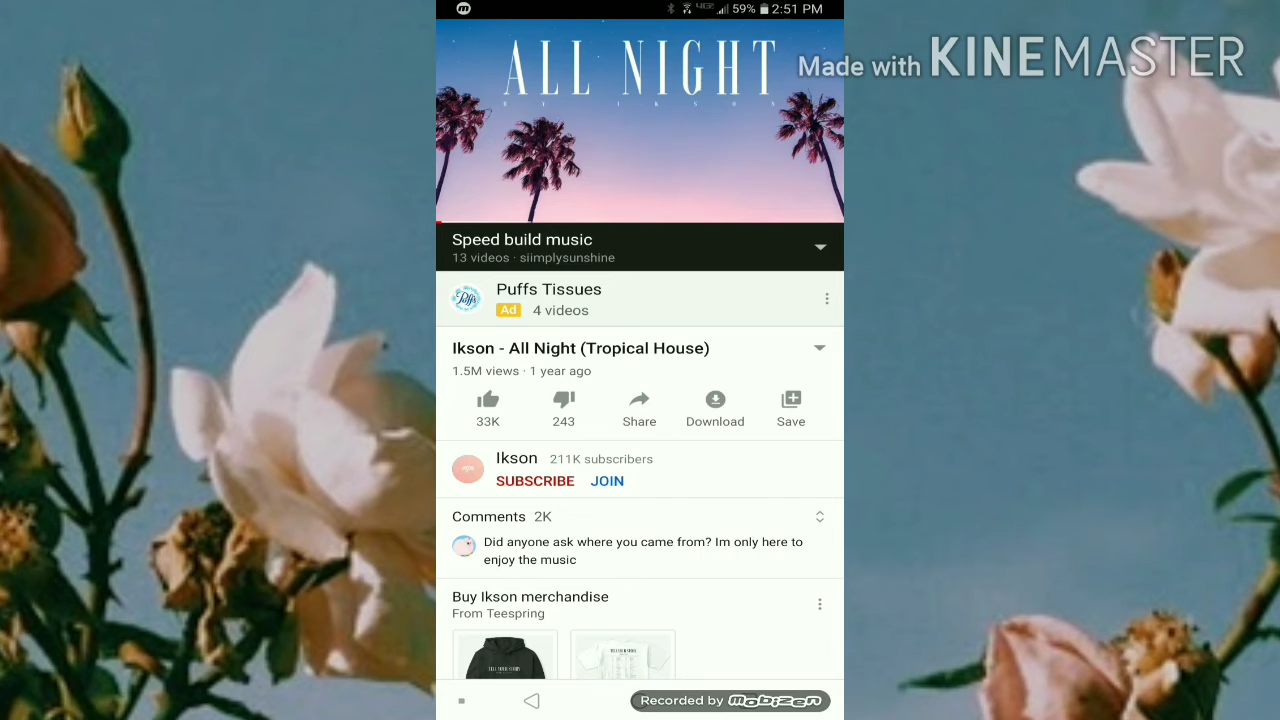 59% 2:51 PM
ALL NIGHT
BY IKSON
Made with KINEMASTER
Speed build music
13 videos · siimplysunshine
Puffs
Puffs Tissues
Ad 4 videos
Ikson - All Night (Tropical House)
1.5M views · 1 year ago
33K 243 Share Download Save
Ikson 211K subscribers
SUBSCRIBE JOIN
Comments 2K
Did anyone ask where you came from? Im only here to
enjoy the music
Buy Ikson merchandise
From Teespring
Recorded by mobizen